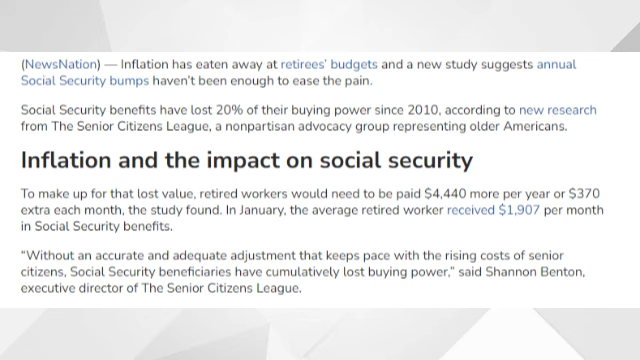 (NewsNation) — Inflation has eaten away at retirees' budgets and a new study suggests annual
Social Security bumps haven't been enough to ease the pain.
Social Security benefits have lost 20% of their buying power since 2010, according to new research
from The Senior Citizens League, a nonpartisan advocacy group representing older Americans.
Inflation and the impact on social security
To make up for that lost value, retired workers would need to be paid $4,440 more per year or $370
extra each month, the study found. In January, the average retired worker received $1,907 per month
in Social Security benefits.
“Without an accurate and adequate adjustment that keeps pace with the rising costs of senior
citizens, Social Security beneficiaries have cumulatively lost buying power,” said Shannon Benton,
executive director of The Senior Citizens League.